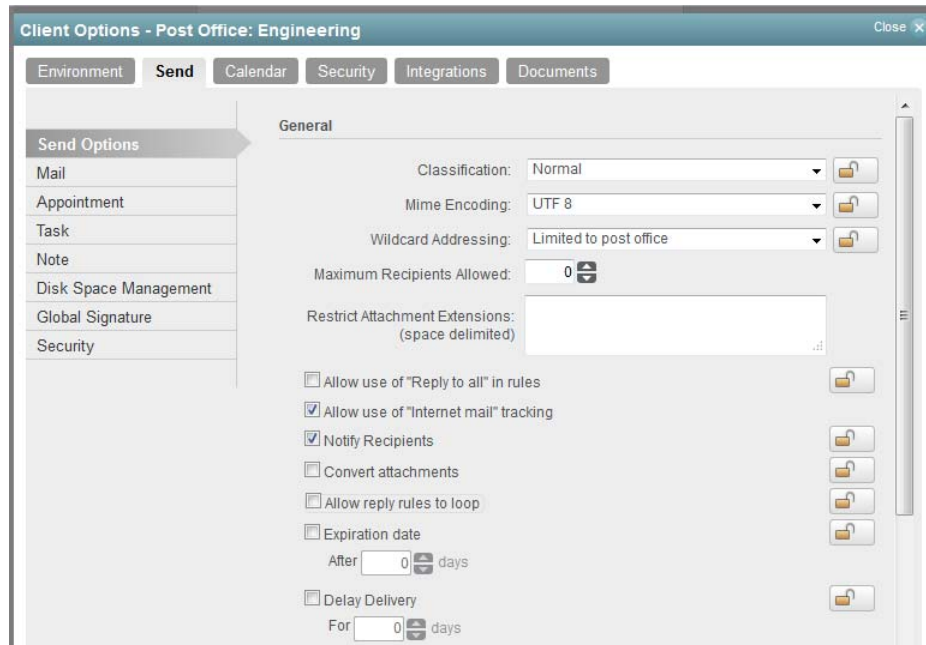 Client Options - Post Office: Engineering Close
Environment Send Calendar Security Integrations Documents
Send Options
Mail
Appointment
Task
Note
Disk Space Management
Global Signature
Security
General
Classification: Normal
Mime Encoding: UTF 8
Wildcard Addressing: Limited to post office
Maximum Recipients Allowed: 0
Restrict Attachment Extensions:
(space delimited)
Allow use of "Reply to all" in rules
Allow use of "Internet mail" tracking
Notify Recipients
Convert attachments
Allow reply rules to loop
Expiration date
After 0 days
Delay Delivery
For 0 days